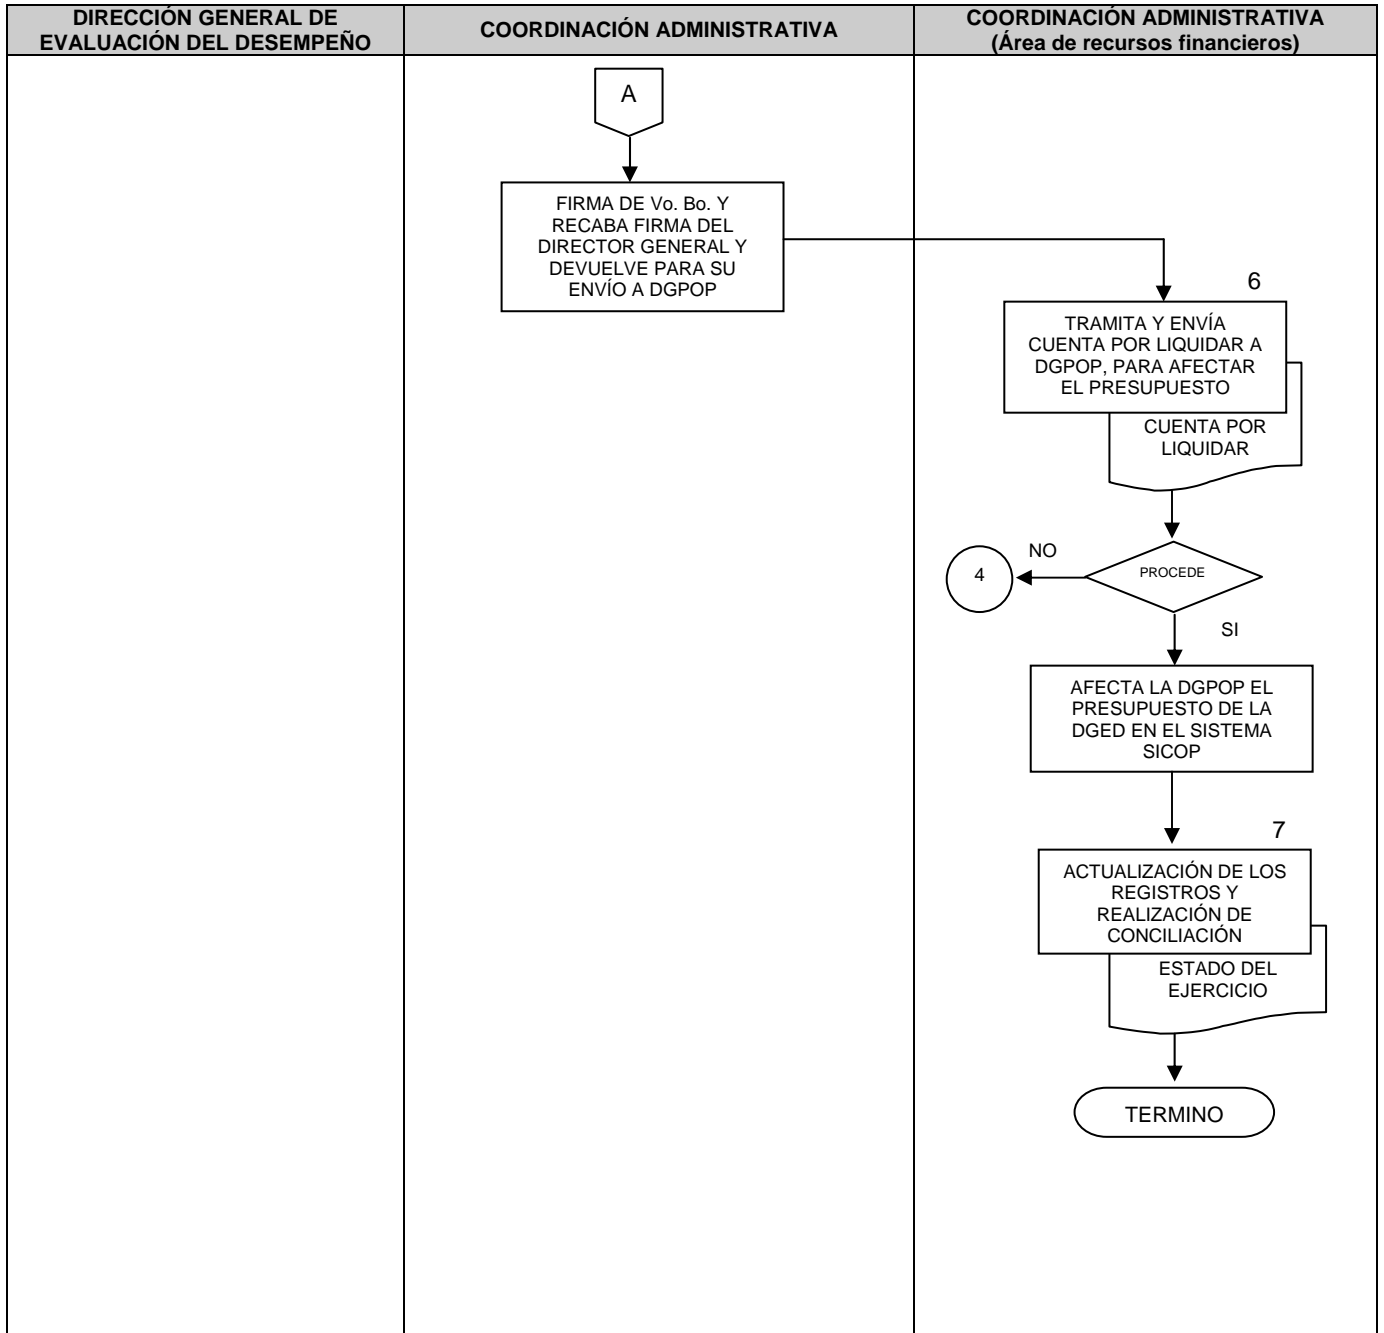 DIRECCIÓN GENERAL DE
EVALUACIÓN DEL DESEMPEÑO
COORDINACIÓN ADMINISTRATIVA
COORDINACIÓN ADMINISTRATIVA
(Área de recursos financieros)
A
FIRMA DE Vo. Bo. Y
RECABA FIRMA DEL
DIRECTOR GENERAL Y
DEVUELVE PARA SU
ENVÍO A DGPOP
6
TRAMITA Y ENVÍA
CUENTA POR LIQUIDAR A
DGPOP, PARA AFECTAR
EL PRESUPUESTO
CUENTA POR
LIQUIDAR
NO
4
PROCEDE
SI
AFECTA LA DGPOP EL
PRESUPUESTO DE LA
DGED EN EL SISTEMA
SICOP
7
ACTUALIZACIÓN DE LOS
REGISTROS Y
REALIZACIÓN DE
CONCILIACIÓN
ESTADO DEL
EJERCICIO
TERMINO